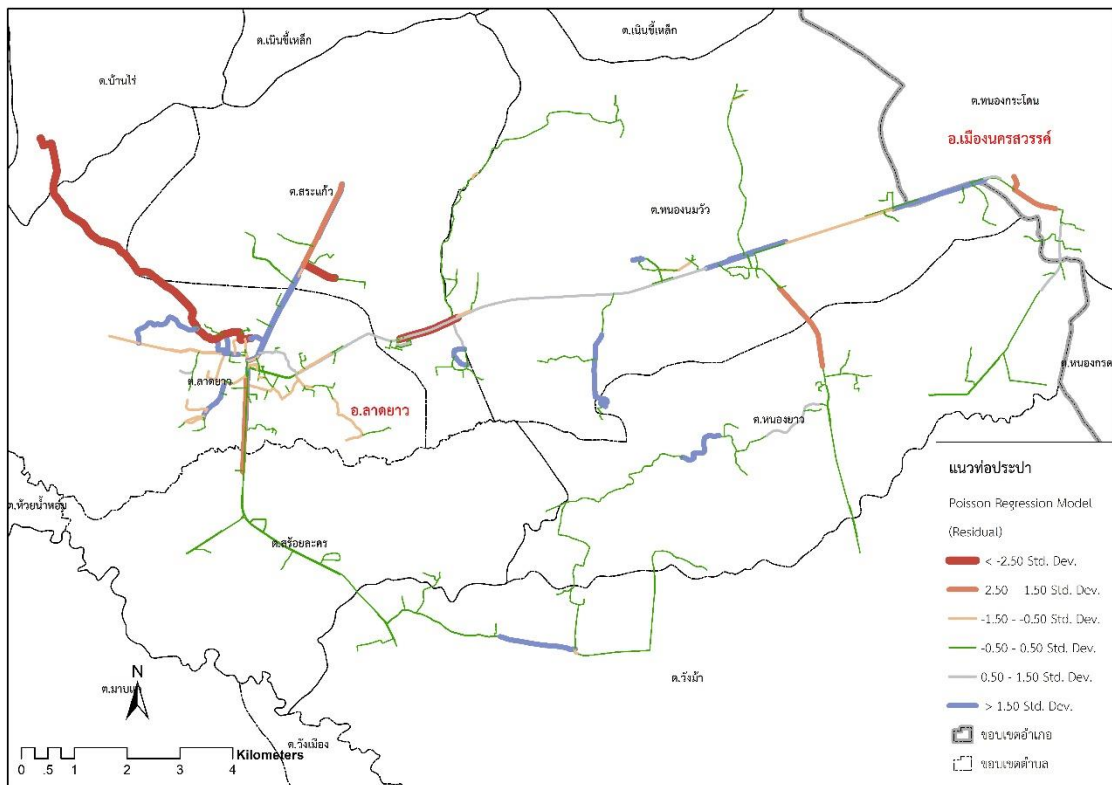 ต.เนินขี้เหล็ก
ต.เนินขี้เหล็ก
ต.บ้านไร่
ต.หนองกระโดน
อ.เมืองนครสวรรค์
ต.สระแก้ว
ต.หนองนมวัว
ต.ลาดยาว
ต.หนองกรด
อ.ลาดยาว
ต.หนองยาว
ต.ห้วยน้ำหอม
ต.สร้อยละคร
ต.วังม้า
ต.มาบแก
ต.วังเมือง
N
Kilometers
0 .5 1 2 3 4
แนวท่อประปา
Poisson Regression Model
(Residual)
< -2.50 Std. Dev.
2.50 1.50 Std. Dev.
-1.50 - -0.50 Std. Dev.
-0.50 - 0.50 Std. Dev.
0.50 - 1.50 Std. Dev.
> 1.50 Std. Dev.
ขอบเขตอำเภอ
ขอบเขตตำบล